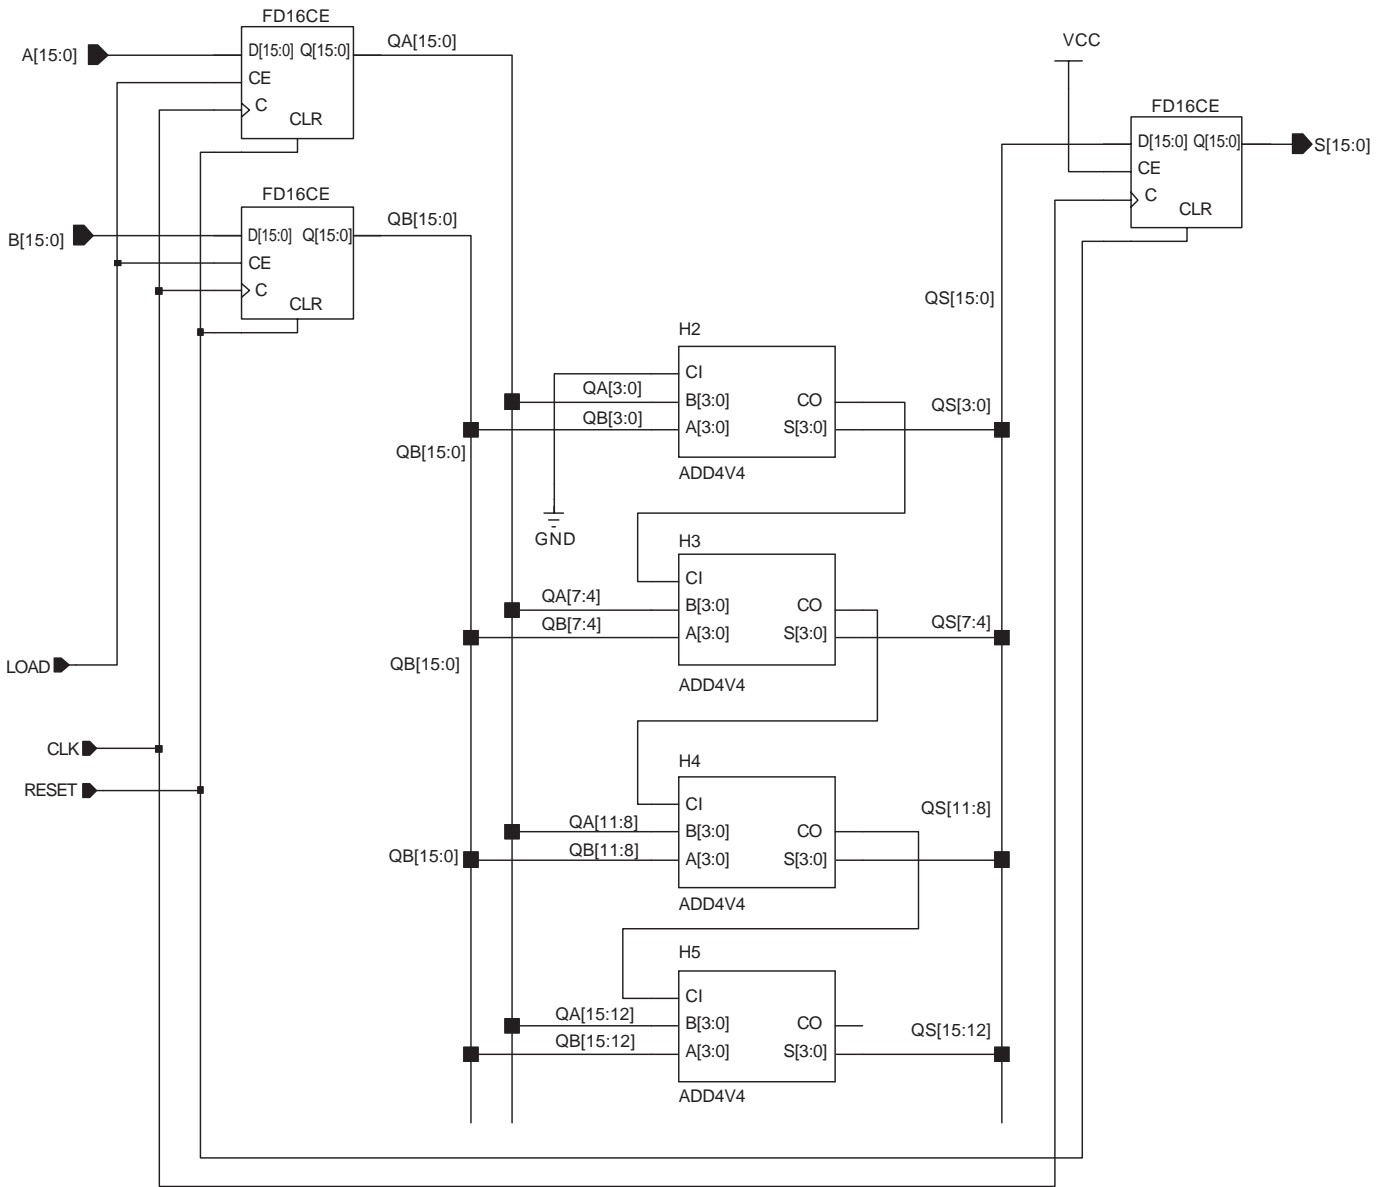 FD16CE
A[15:0]
D[15:0] Q[15:0]
CE
C
CLR
QA[15:0]
VCC
FD16CE
D[15:0] Q[15:0]
CE
C
CLR
S[15:0]
FD16CE
B[15:0]
D[15:0] Q[15:0]
CE
C
CLR
QB[15:0]
QS[15:0]
H2
CI
QA[3:0]
B[3:0]
CO
QS[3:0]
QB[3:0]
A[3:0]
S[3:0]
QB[15:0]
ADD4V4
GND
H3
CI
QA[7:4]
B[3:0]
CO
QB[7:4]
A[3:0]
S[3:0]
QS[7:4]
QB[15:0]
LOAD
ADD4V4
CLK
H4
RESET
CI
QS[11:8]
QA[11:8]
B[3:0]
CO
QB[15:0]
QB[11:8]
A[3:0]
S[3:0]
ADD4V4
H5
CI
QA[15:12]
B[3:0]
CO
QS[15:12]
QB[15:12]
A[3:0]
S[3:0]
ADD4V4